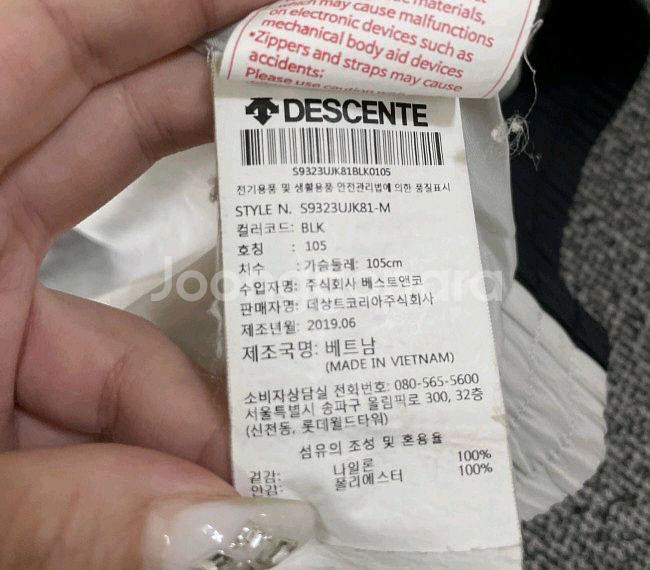 materials,
which may cause malfunctions
on electronic devices such as
mechanical body aid devices
*Zippers and straps may cause
accidents:
Please use caution
DESCENTE
S9323UJK81BLK0105
전기용품 및 생활용품 안전관리법에 의한 품질표시
STYLE N. S9323UJK81-M
컬러코드: BLK
호칭 : 105
치수 : 가슴둘레: 105cm
수입자명: 주식회사 베스트앤코
판매자명: 데상트코리아주식회사
제조년월: 2019.06
제조국명: 베트남
(MADE IN VIETNAM)
소비자상담실 전화번호: 080-565-5600
서울특별시 송파구 올림픽로 300, 32층
(신천동, 롯데월드타워)
섬유의 조성 및 혼용율
겉감: 나일론 100%
안감: 폴리에스터 100%